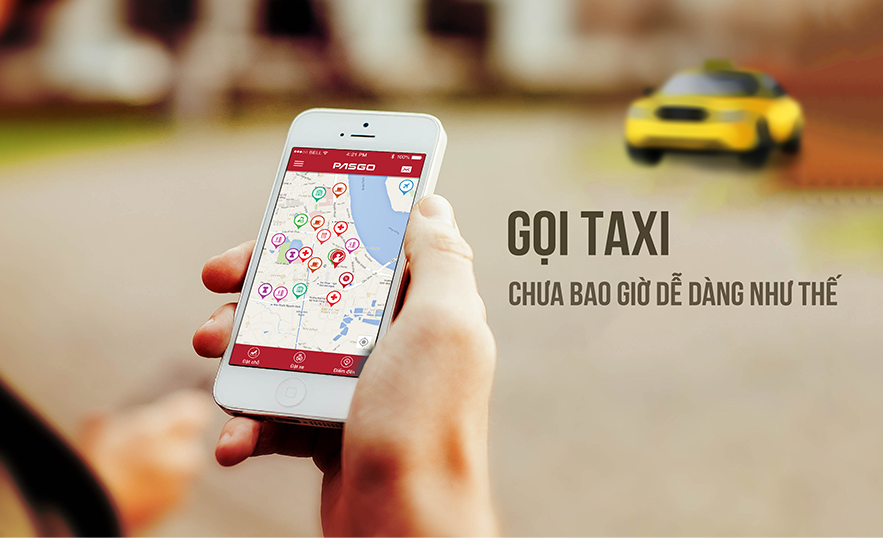 BELL
4:21 PM
100%
PASGO
GỌI TAXI
CHƯA BAO GIỜ DỄ DÀNG NHƯ THẾ
Đặt chỗ
Đặt xe
Điểm đến